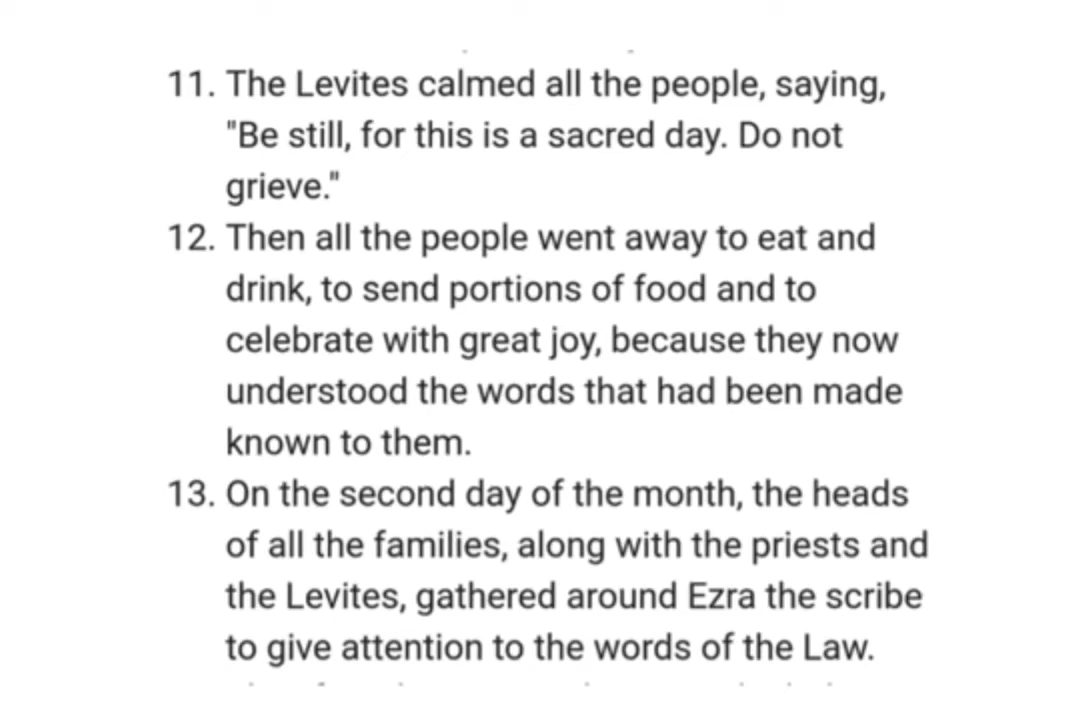 11. The Levites calmed all the people, saying,
"Be still, for this is a sacred day. Do not
grieve."
12. Then all the people went away to eat and
drink, to send portions of food and to
celebrate with great joy, because they now
understood the words that had been made
known to them.
13. On the second day of the month, the heads
of all the families, along with the priests and
the Levites, gathered around Ezra the scribe
to give attention to the words of the Law.